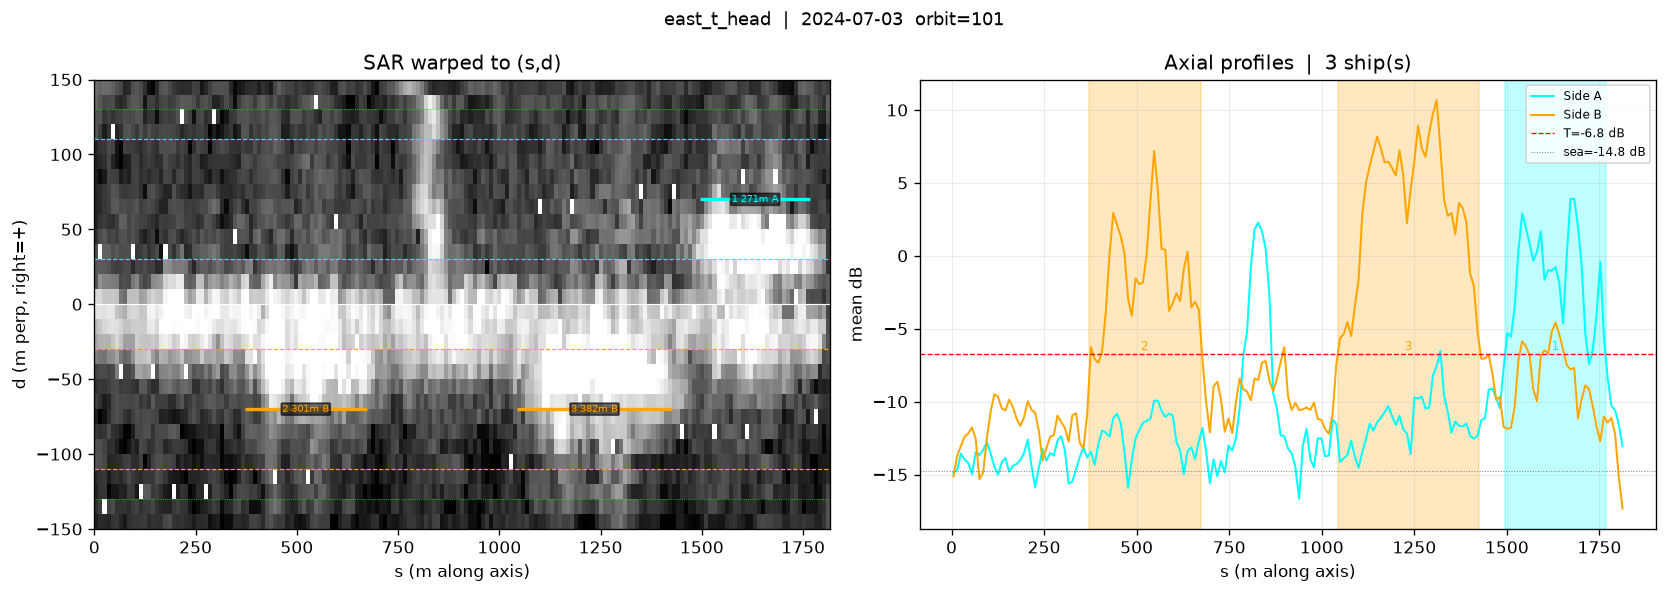 east_t_head  |  2024-07-03  orbit=101
SAR warped to (s,d)
d (m perp, right=+)
150
100
50
0
−50
−100
−150
1 271m A
2 301m B
3 382m B
0
250
500
750
1000
1250
1500
1750
s (m along axis)
Axial profiles  |  3 ship(s)
mean dB
10
5
0
−5
−10
−15
2
3
1
Side A
Side B
T=-6.8 dB
sea=-14.8 dB
0
250
500
750
1000
1250
1500
1750
s (m along axis)